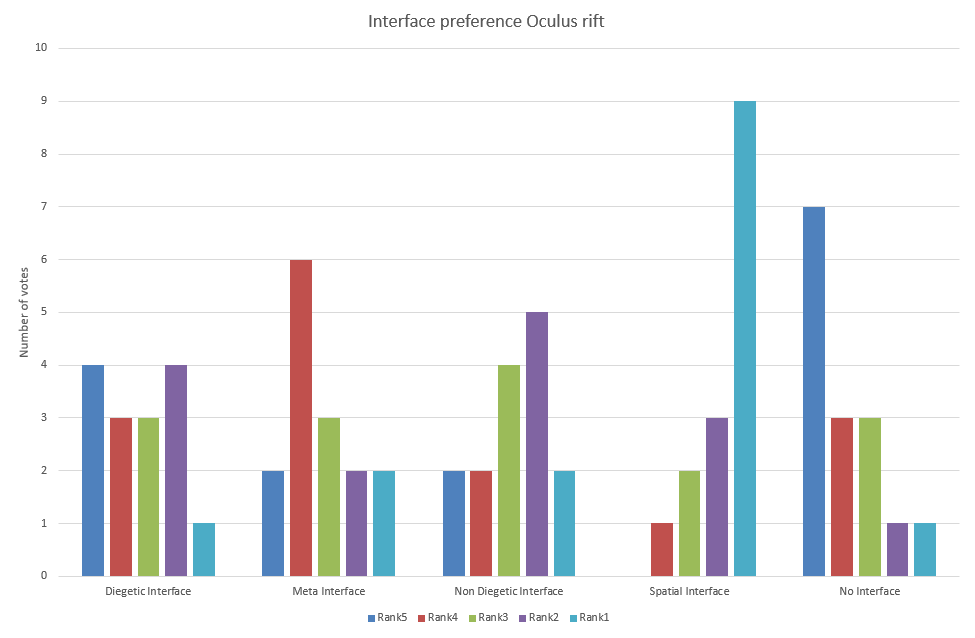 Interface preference Oculus rift
10
9
8
7
6
5
4
3
2
1
0
Number of votes
Diegetic Interface
Meta Interface
Non Diegetic Interface
Spatial Interface
No Interface
Rank5 Rank4 Rank3 Rank2 Rank1